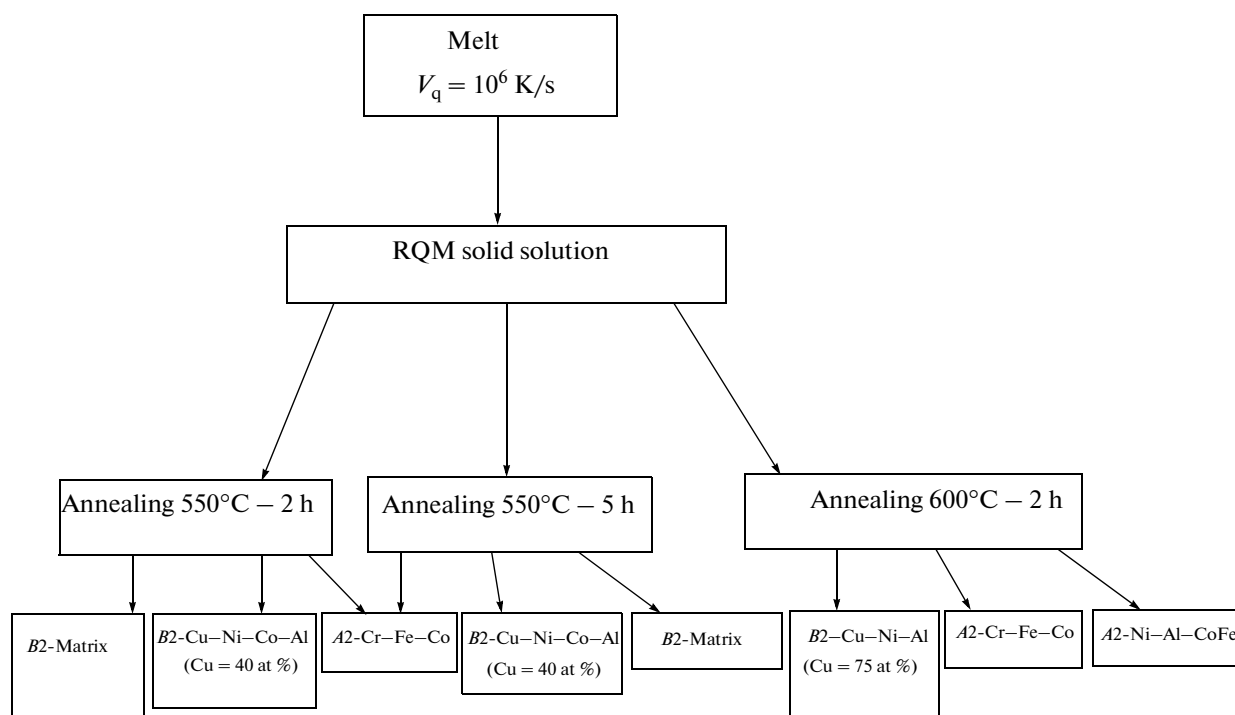 Melt
V_q = 10^6 K/s
RQM solid solution
Annealing 550°C – 2 h
Annealing 550°C – 5 h
Annealing 600°C – 2 h
B2-Matrix
B2-Cu–Ni–Co–Al
(Cu = 40 at %)
A2-Cr–Fe–Co
B2-Cu–Ni–Co–Al
(Cu = 40 at %)
B2-Matrix
B2–Cu–Ni–Al
(Cu = 75 at %)
A2-Cr–Fe–Co
A2-Ni–Al–CoFe